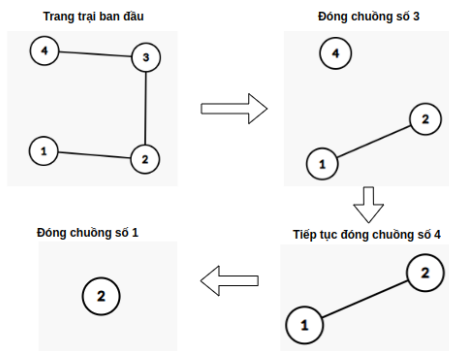 Trang trại ban đầu
4
3
1
2
Đóng chuồng số 3
4
2
1
Tiếp tục đóng chuồng số 4
2
1
Đóng chuồng số 1
2